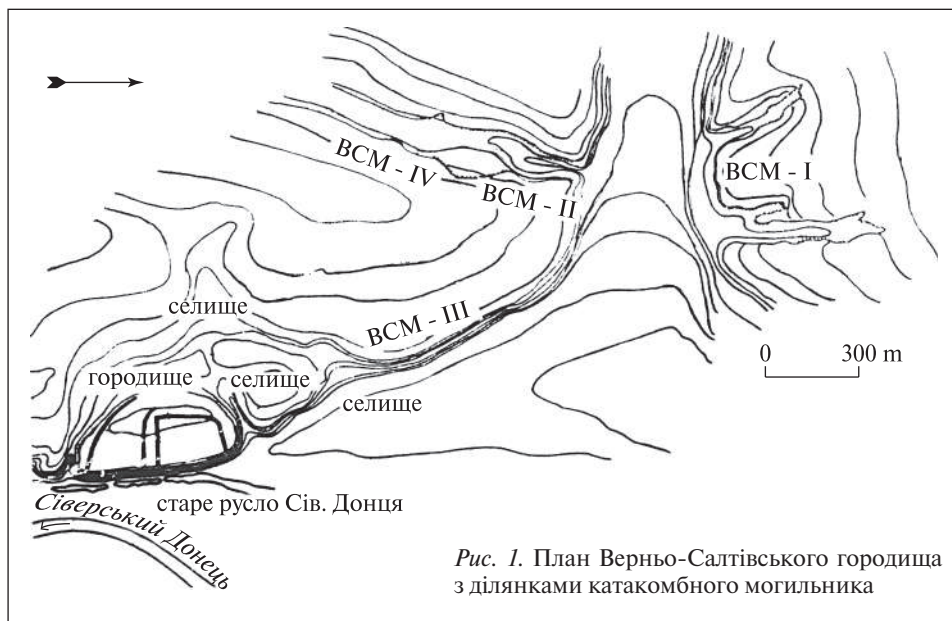 ВСМ - IV
ВСМ - II
ВСМ - I
ВСМ - III
селище
городище
селище
селище
0 300 m
старе русло Сів. Донця
Сіверський Донець
Рис. 1. План Верньо-Салтівського городища
з ділянками катакомбного могильника